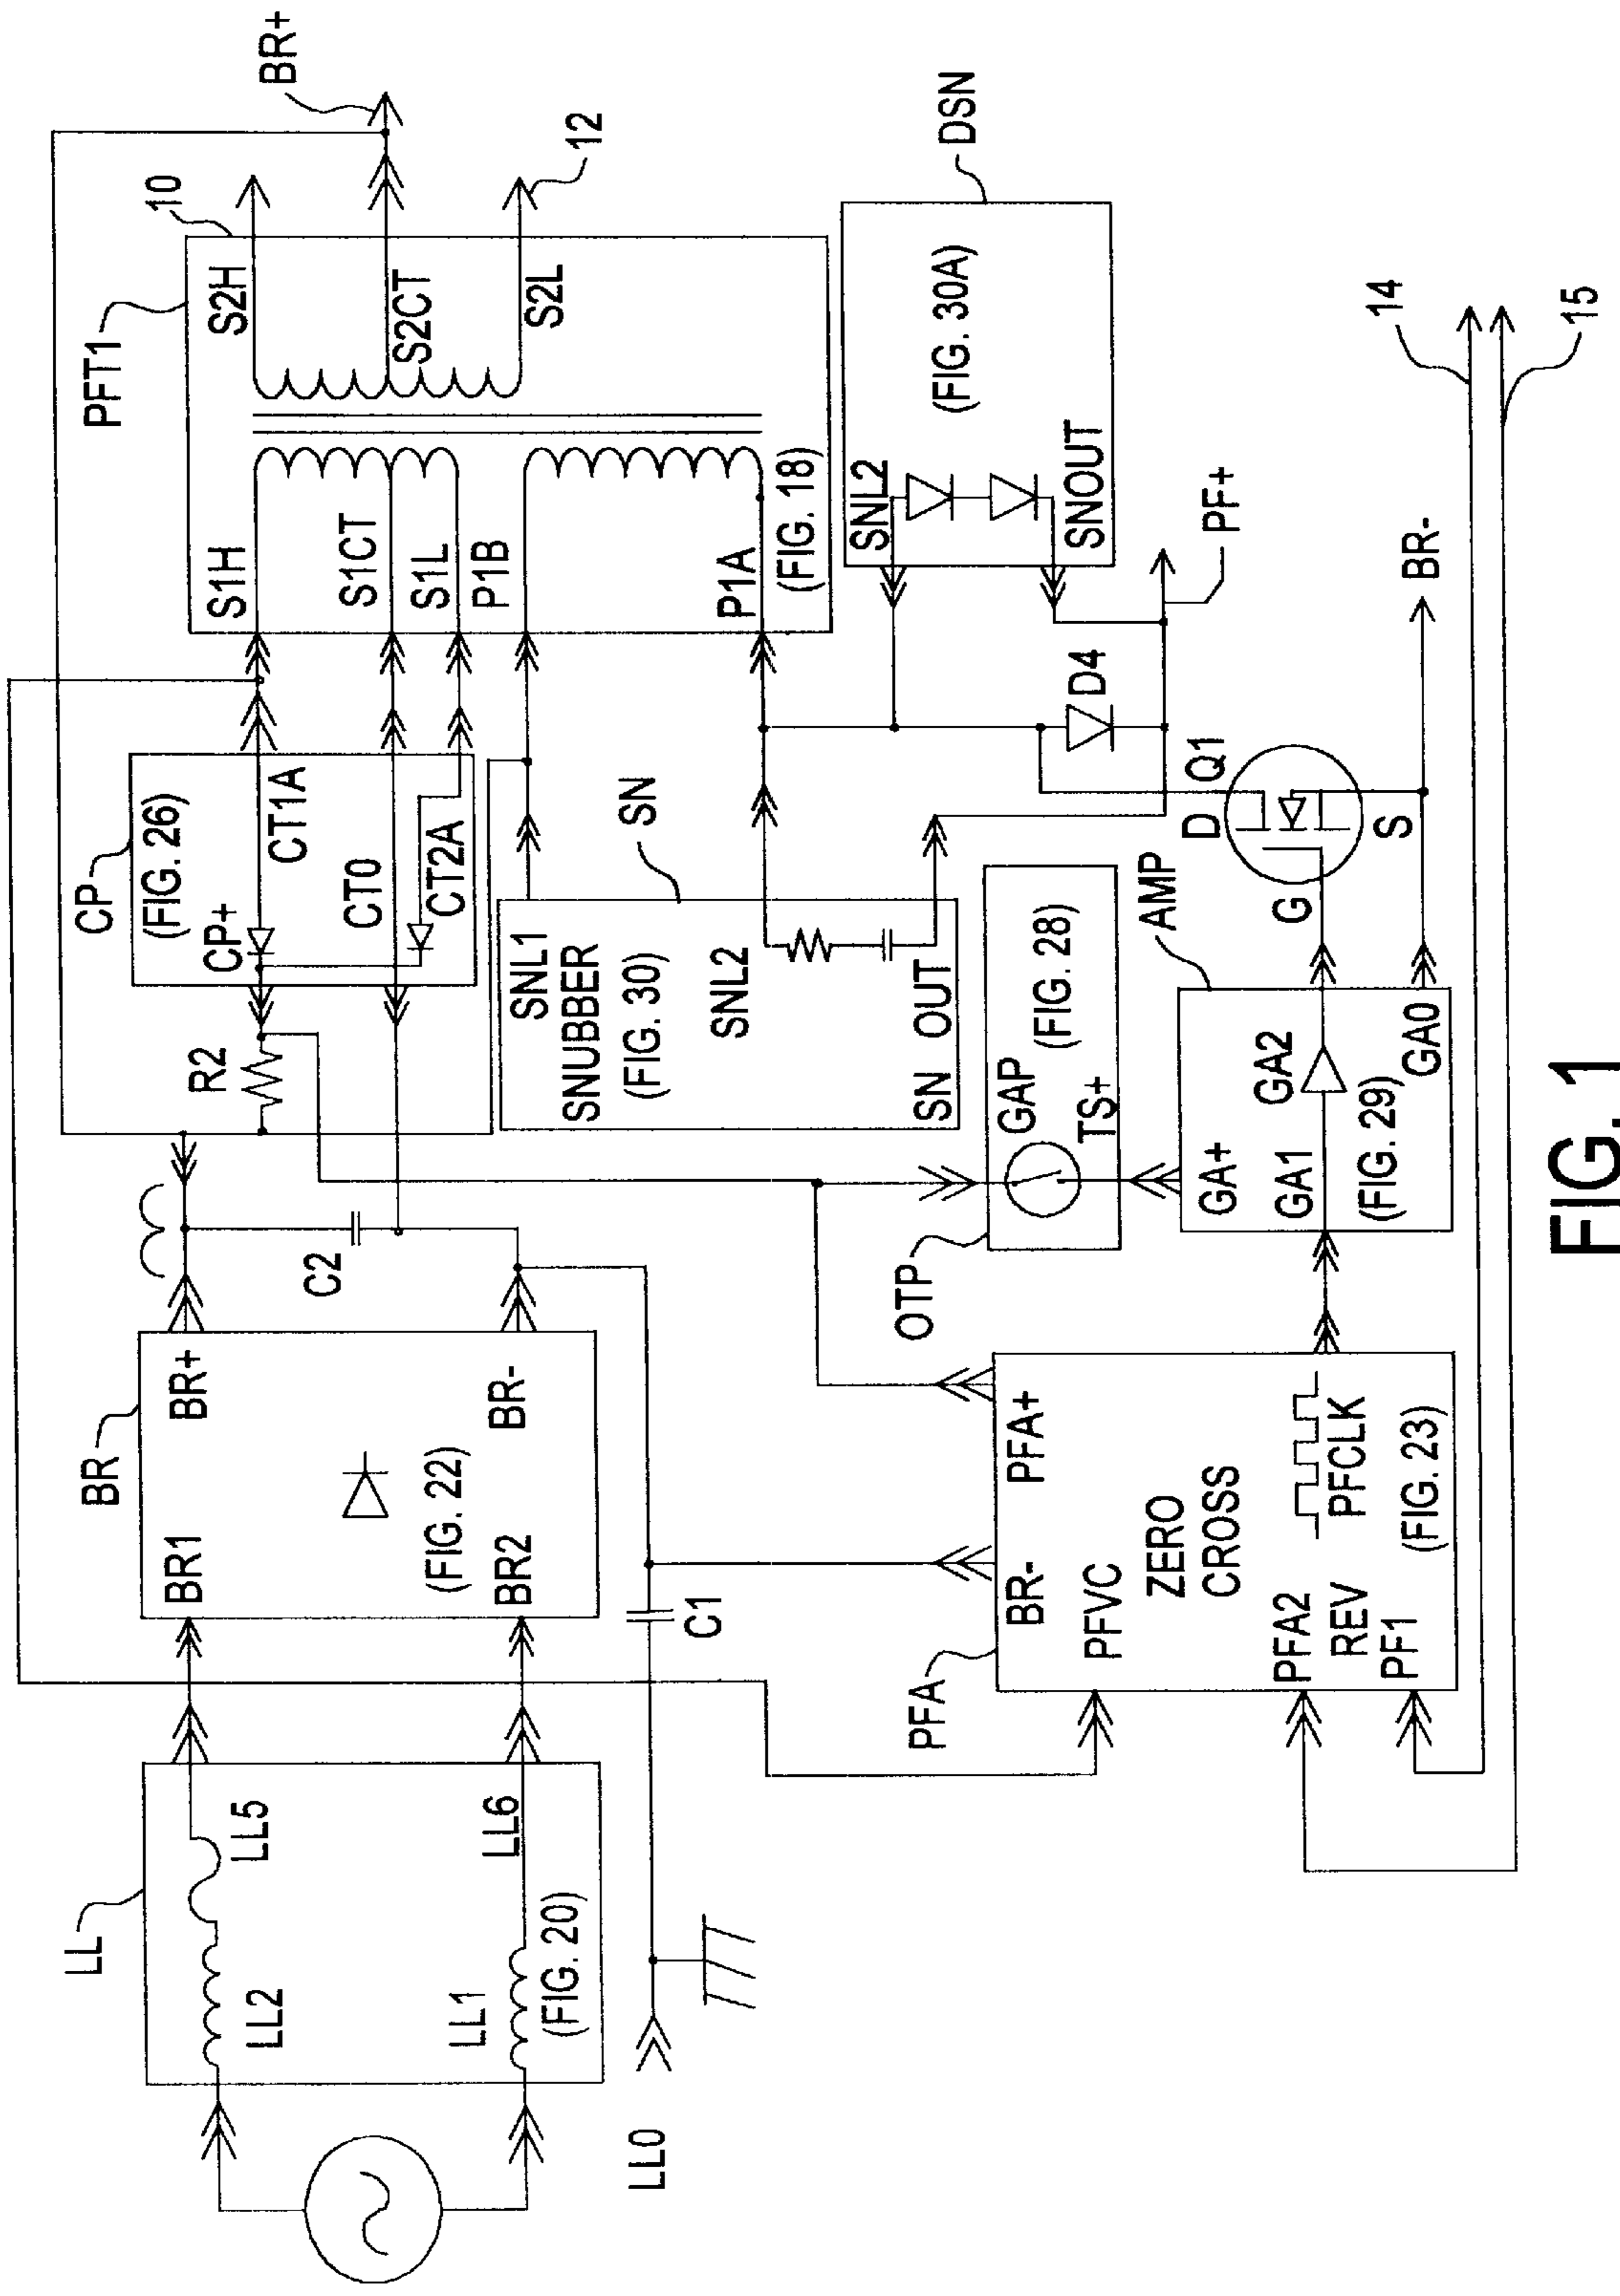 LL
LL2
LL5
LL1
LL6
(FIG. 20)
LL0
BR
BR1
BR+
(FIG. 22)
BR2
BR-
C2
C1
R2
CP
(FIG. 26)
CP+
CT1A
CT0
CT2A
PFT1
10
S1H
S2H
S1CT
S2CT
S1L
P1B
S2L
P1A
(FIG. 18)
BR+
12
SN
SNL1
SNUBBER
(FIG. 30)
SNL2
SN OUT
DSN
(FIG. 30A)
SNL2
SNOUT
D4
PF+
OTP
GAP
(FIG. 28)
TS+
PFA
BR-
PFA+
PFVC
ZERO
CROSS
PFA2
REV
PFCLK
PF1
(FIG. 23)
AMP
GA+
GA1
GA2
(FIG. 29)
GA0
D
Q1
G
S
BR-
14
15
FIG. 1